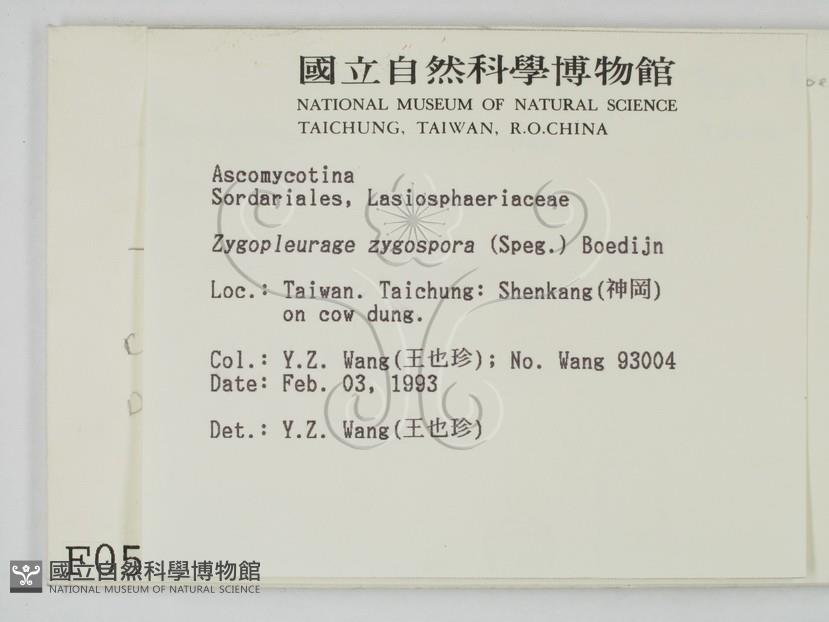 國立自然科學博物館
NATIONAL MUSEUM OF NATURAL SCIENCE
TAICHUNG, TAIWAN, R.O.CHINA
Ascomycotina
Sordariales, Lasiosphaeriaceae
Zygopleurage zygospora (Speg.) Boedijn
Loc.: Taiwan. Taichung: Shenkang(神岡)
on cow dung.
Col.: Y.Z. Wang(王也珍); No. Wang 93004
Date: Feb. 03, 1993
Det.: Y.Z. Wang(王也珍)
F05
國立自然科學博物館
NATIONAL MUSEUM OF NATURAL SCIENCE